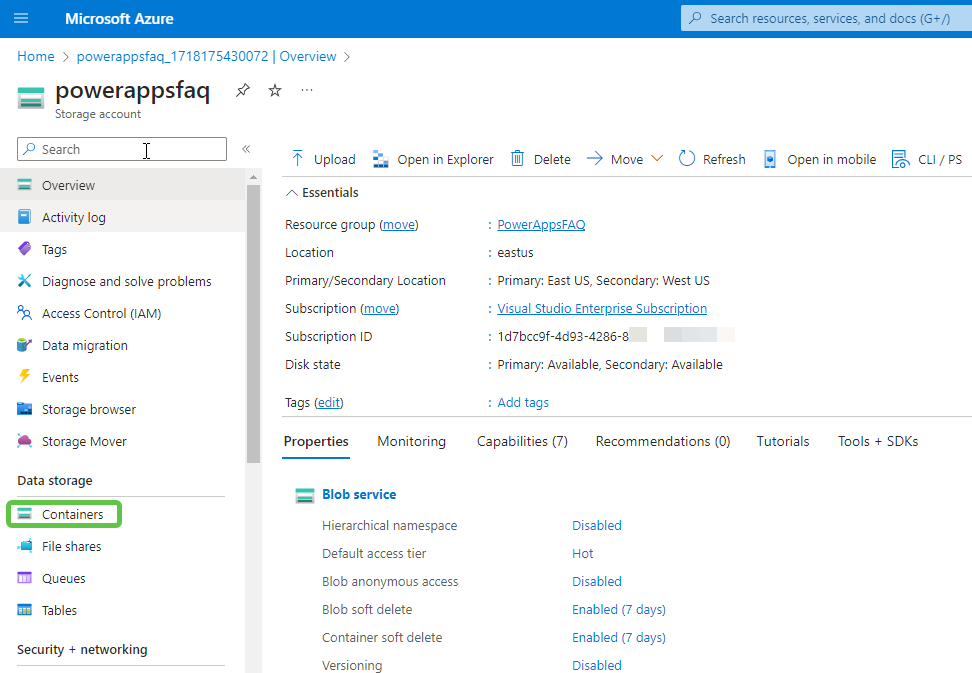 Microsoft Azure
Search resources, services, and docs (G+/)
Home > powerappsfaq_1718175430072 | Overview >
powerappsfaq
...
Storage account
Search
«
Upload
Open in Explorer
Delete
Move
Refresh
Open in mobile
CLI / PS
Overview
Activity log
Tags
Diagnose and solve problems
Access Control (IAM)
Data migration
Events
Storage browser
Storage Mover
Data storage
Containers
File shares
Queues
Tables
Security + networking
Essentials
Resource group (move) : PowerAppsFAQ
Location : eastus
Primary/Secondary Location : Primary: East US, Secondary: West US
Subscription (move) : Visual Studio Enterprise Subscription
Subscription ID : 1d7bcc9f-4d93-4286-8
Disk state : Primary: Available, Secondary: Available
Tags (edit) : Add tags
Properties Monitoring Capabilities (7) Recommendations (0) Tutorials Tools + SDKs
Blob service
Hierarchical namespace Disabled
Default access tier Hot
Blob anonymous access Disabled
Blob soft delete Enabled (7 days)
Container soft delete Enabled (7 days)
Versioning Disabled